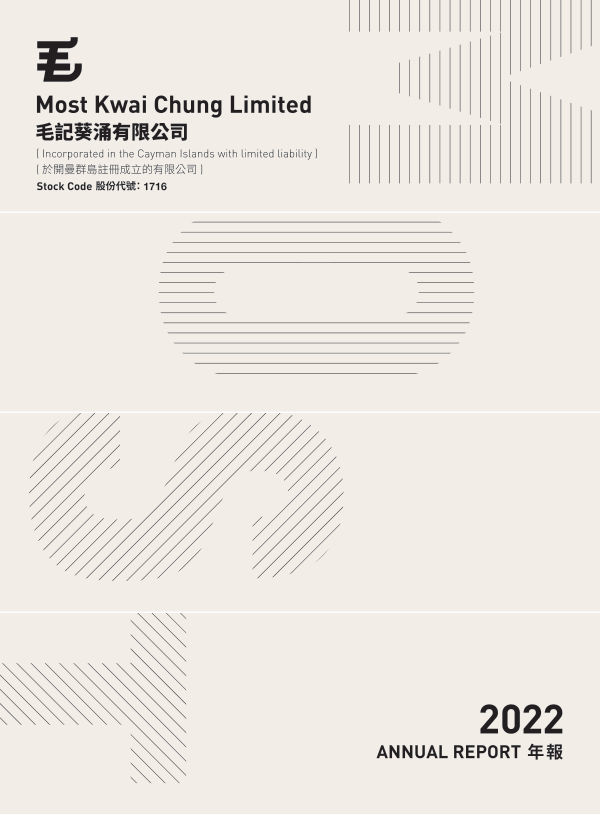 毛
Most Kwai Chung Limited
毛記葵涌有限公司
( Incorporated in the Cayman Islands with limited liability )
( 於開曼群島註冊成立的有限公司 )
Stock Code 股份代號: 1716
M
O
S
T
2022
ANNUAL REPORT 年報